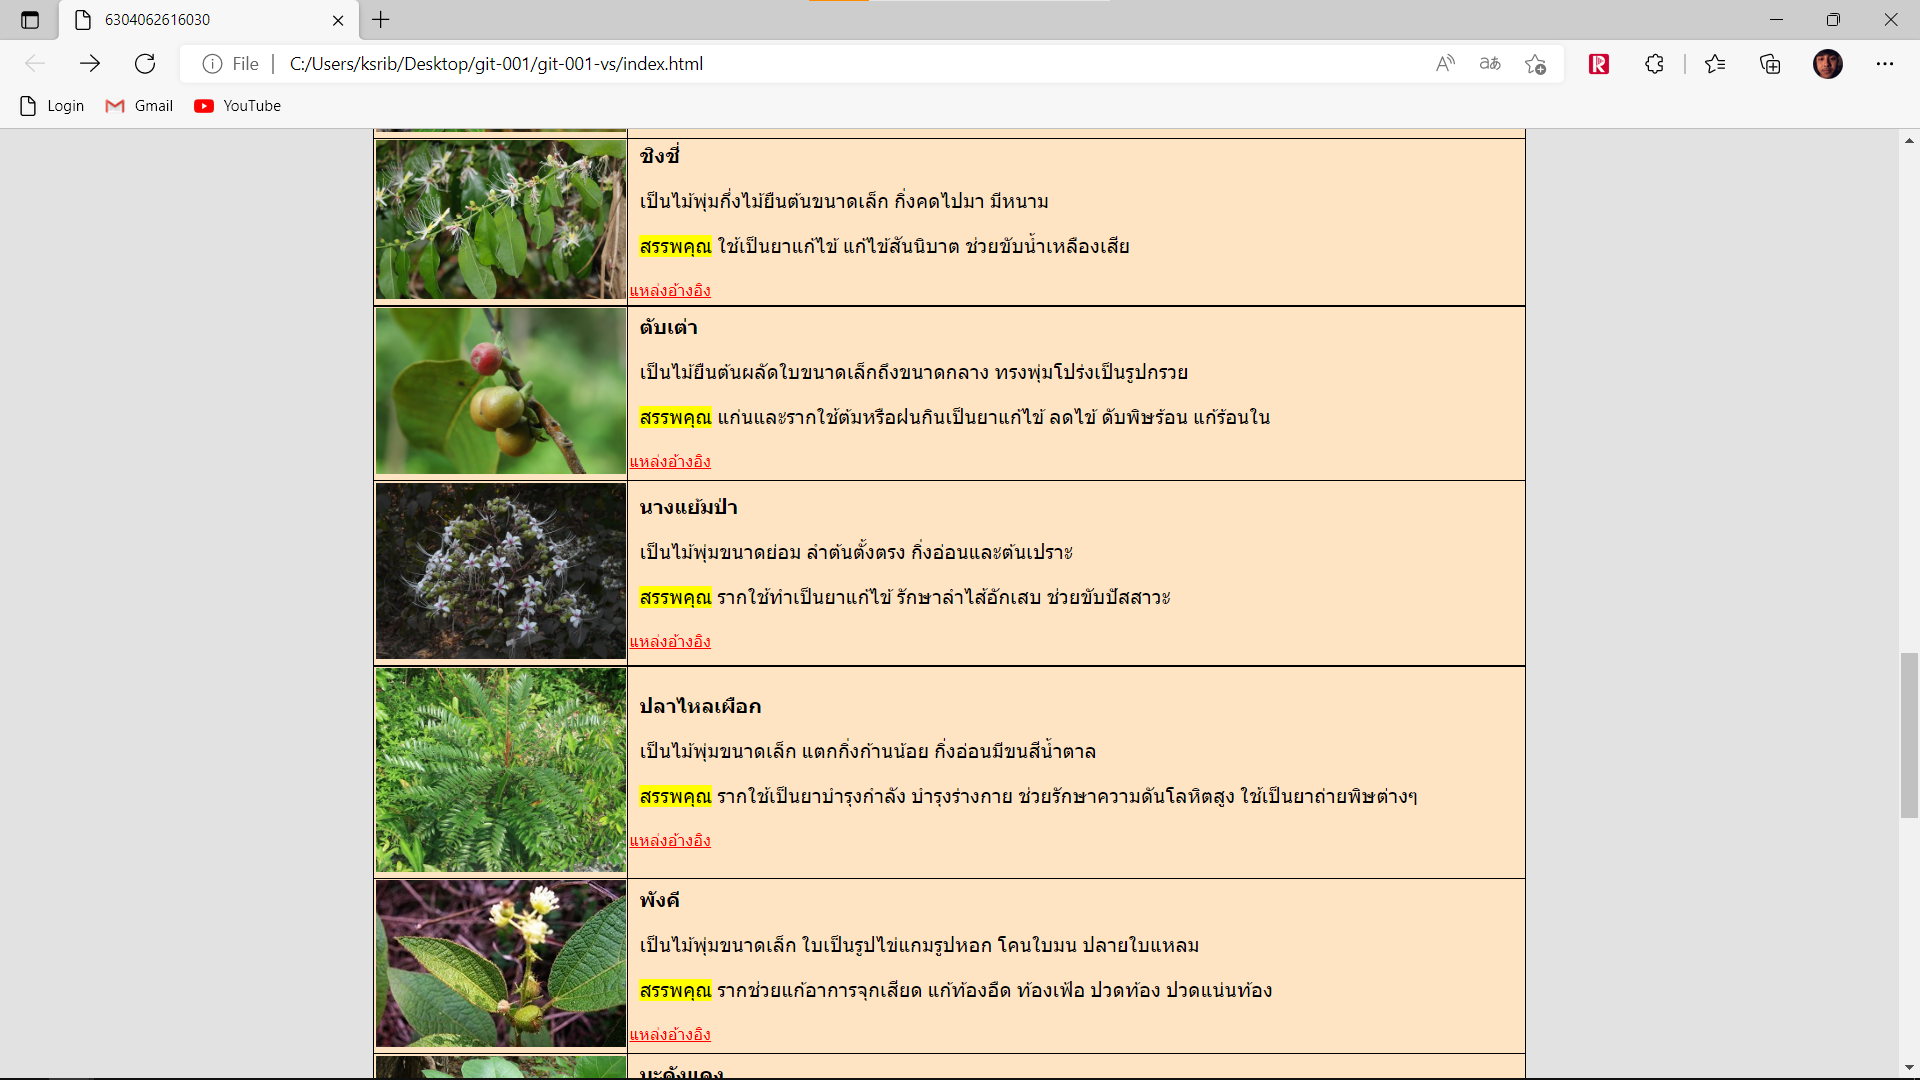 6304062616030
File
C:/Users/ksrib/Desktop/git-001/git-001-vs/index.html
Login Gmail YouTube
ชิงชี่
เป็นไม้พุ่มกึ่งไม้ยืนต้นขนาดเล็ก กิ่งคดไปมา มีหนาม
สรรพคุณ ใช้เป็นยาแก้ไข้ แก้ไข้สันนิบาต ช่วยขับน้ำเหลืองเสีย
แหล่งอ้างอิง
ตับเต่า
เป็นไม้ยืนต้นผลัดใบขนาดเล็กถึงขนาดกลาง ทรงพุ่มโปร่งเป็นรูปกรวย
สรรพคุณ แก่นและรากใช้ต้มหรือฝนกินเป็นยาแก้ไข้ ลดไข้ ดับพิษร้อน แก้ร้อนใน
แหล่งอ้างอิง
นางแย้มป่า
เป็นไม้พุ่มขนาดย่อม ลำต้นตั้งตรง กิ่งอ่อนและต้นเปราะ
สรรพคุณ รากใช้ทำเป็นยาแก้ไข้ รักษาลำไส้อักเสบ ช่วยขับปัสสาวะ
แหล่งอ้างอิง
ปลาไหลเผือก
เป็นไม้พุ่มขนาดเล็ก แตกกิ่งก้านน้อย กิ่งอ่อนมีขนสีน้ำตาล
สรรพคุณ รากใช้เป็นยาบำรุงกำลัง บำรุงร่างกาย ช่วยรักษาความดันโลหิตสูง ใช้เป็นยาถ่ายพิษต่างๆ
แหล่งอ้างอิง
พังคี
เป็นไม้พุ่มขนาดเล็ก ใบเป็นรูปไข่แกมรูปหอก โคนใบมน ปลายใบแหลม
สรรพคุณ รากช่วยแก้อาการจุกเสียด แก้ท้องอืด ท้องเฟ้อ ปวดท้อง ปวดแน่นท้อง
แหล่งอ้างอิง
มะดังแดง